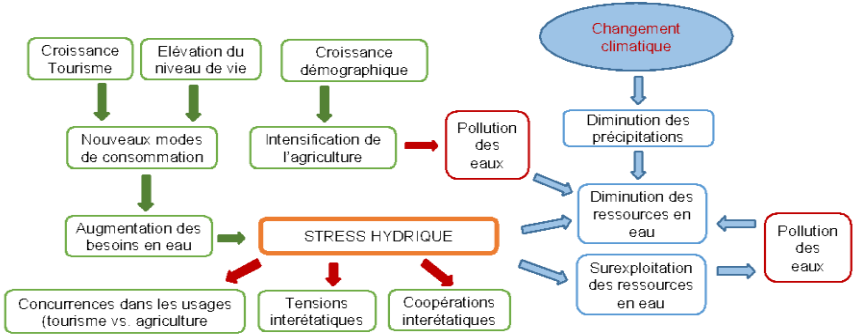 Changement
climatique
Croissance
Tourisme
Elévation du
niveau de vie
Croissance
démographique
Diminution des
précipitations
Nouveaux modes
de consommation
Intensification de
l'agriculture
Pollution
des
eaux
Diminution des
ressources en
eau
Augmentation des
besoins en eau
STRESS HYDRIQUE
Pollution
des
eaux
Surexploitation
des ressources
en eau
Concurrences dans les usages
(tourisme vs. agriculture
Tensions
interétatiques
Coopérations
interétatiques